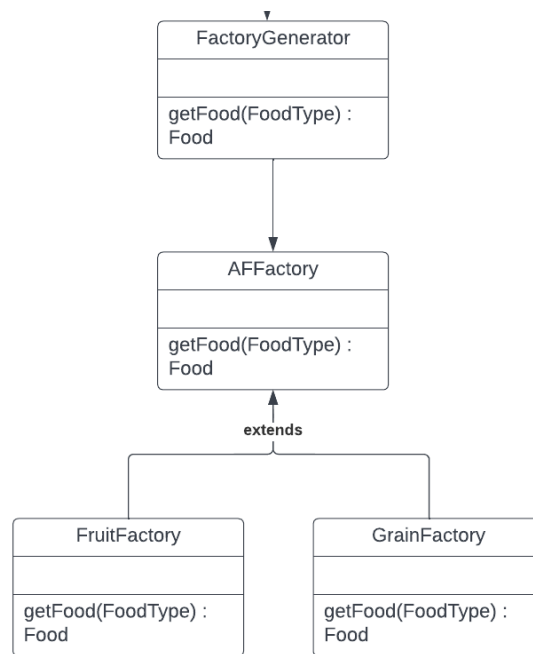 FactoryGenerator
getFood(FoodType) :
Food
AFFactory
getFood(FoodType) :
Food
extends
FruitFactory
getFood(FoodType) :
Food
GrainFactory
getFood(FoodType) :
Food